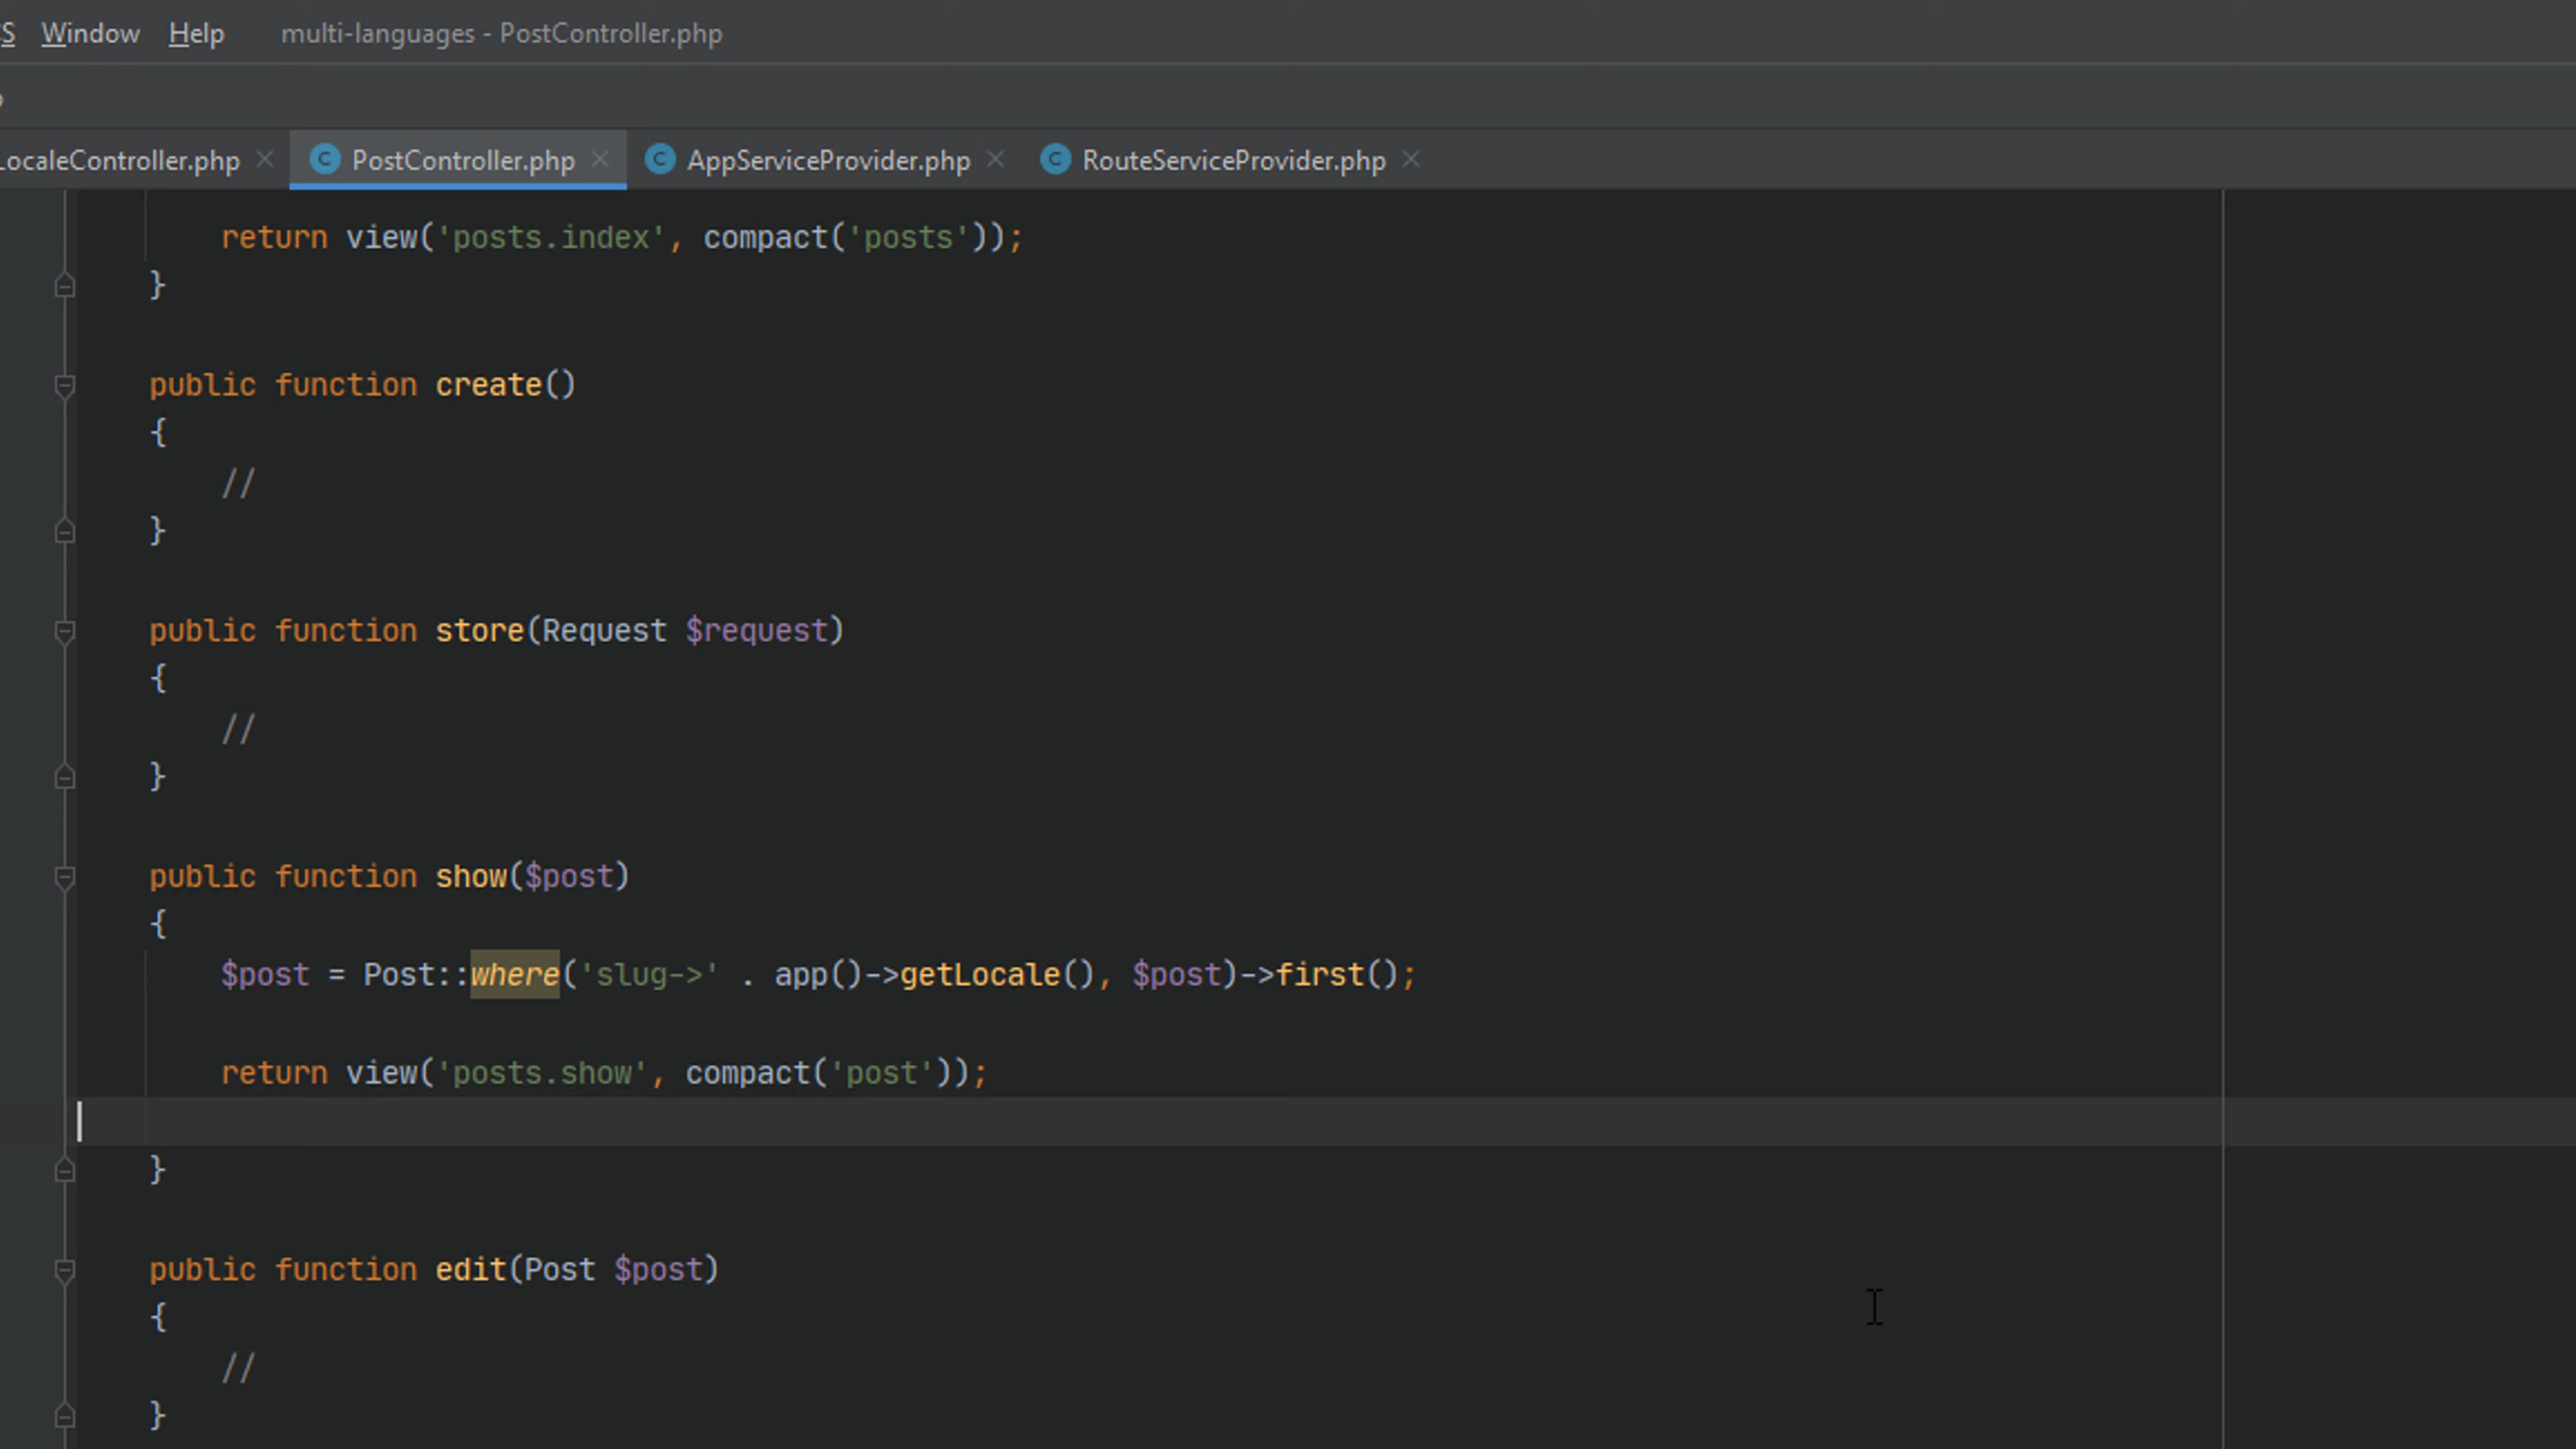 Window Help multi-languages - PostController.php
LocaleController.php PostController.php AppServiceProvider.php RouteServiceProvider.php
return view('posts.index', compact('posts'));
}
public function create()
{
//
}
public function store(Request $request)
{
//
}
public function show($post)
{
$post = Post::where('slug->' . app()->getLocale(), $post)->first();
return view('posts.show', compact('post'));
}
public function edit(Post $post)
{
//
}